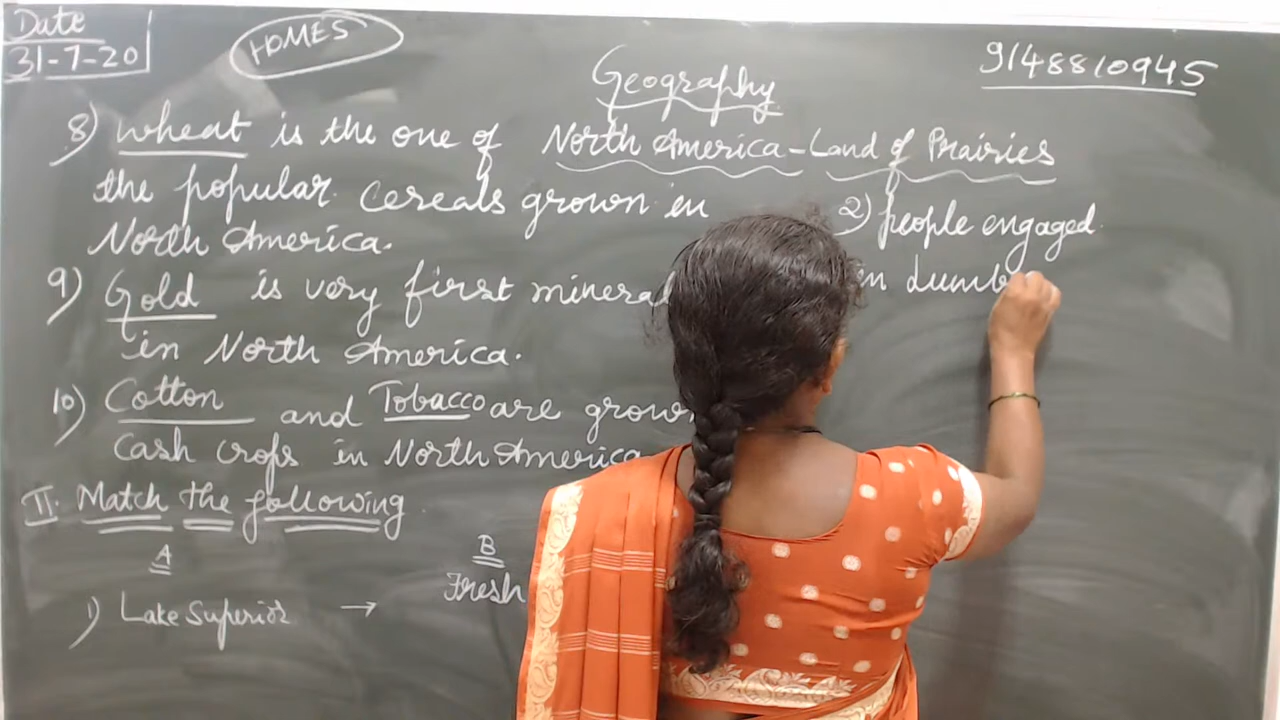 Date
31-7-20
HOMES
9148810945
Geography
North America - Land of Prairies
8) Wheat is the one of
the popular cereals grown in
North America.
9) Gold is very first mineral
in North America.
10) Cotton and Tobacco are grown
cash crops in North America
II. Match the following
A
B
1) Lake Superior → Fresh
2) people engaged
in